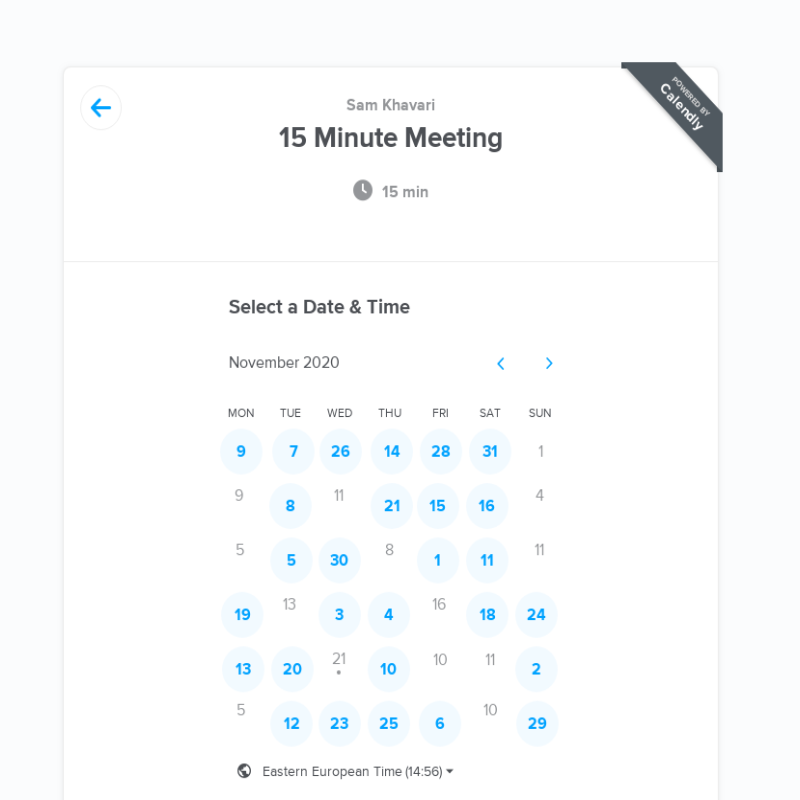 POWERED BY
Calendly
Sam Khavari
15 Minute Meeting
15 min
Select a Date & Time
November 2020
MON TUE WED THU FRI SAT SUN
9 7 26 14 28 31 1
9 8 11 21 15 16 4
5 5 30 8 1 11 11
19 13 3 4 16 18 24
13 20 21 10 10 11 2
5 12 23 25 6 10 29
Eastern European Time (14:56)